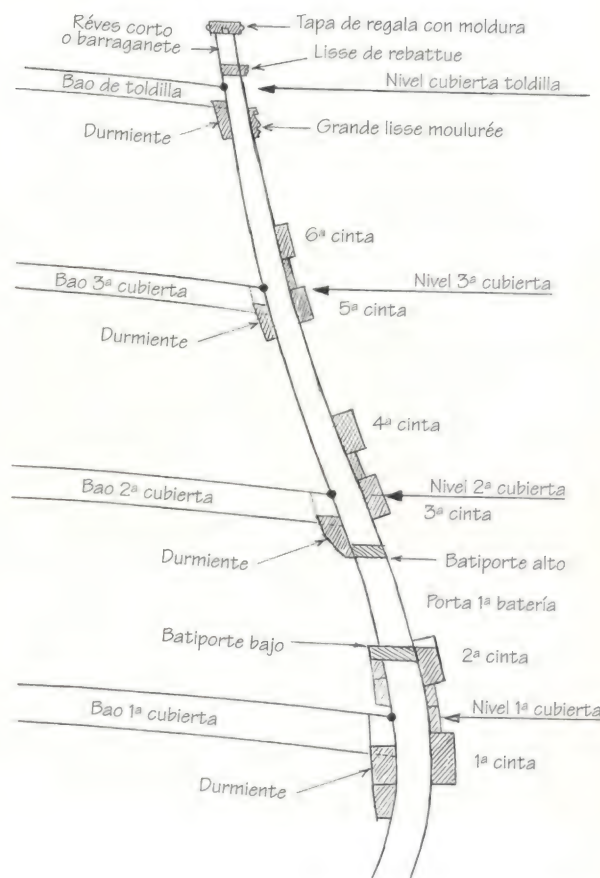 Réves corto
o barraganete
Tapa de regala con moldura
Lisse de rebattue
Bao de toldilla
Nivel cubierta toldilla
Durmiente
Grande lisse moulurée
6ª cinta
Bao 3ª cubierta
Nivel 3ª cubierta
5ª cinta
Durmiente
4ª cinta
Bao 2ª cubierta
Nivel 2ª cubierta
3ª cinta
Durmiente
Batiporte alto
Porta 1ª batería
Batiporte bajo
2ª cinta
Bao 1ª cubierta
Nivel 1ª cubierta
1ª cinta
Durmiente